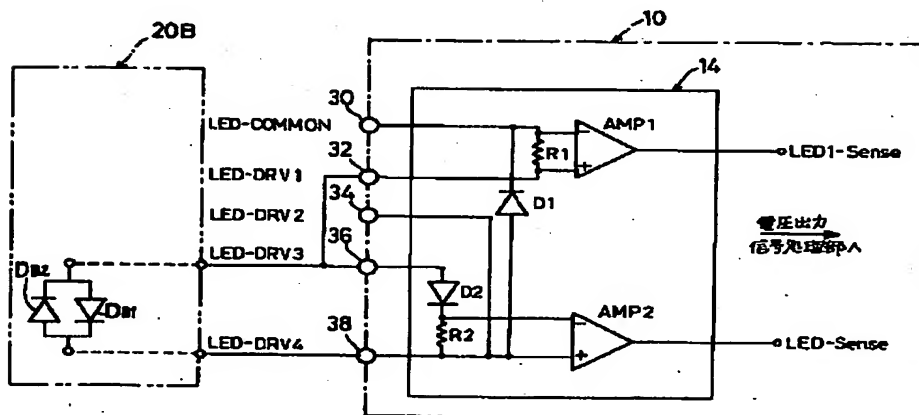 20B
10
14
30
LED-COMMON
AMP1
32
R1
LED1-Sense
LED-DRV1
34
D1
LED-DRV2
電圧出力
信号処理部へ
36
LED-DRV3
DB2
DB1
D2
AMP2
38
R2
LED-DRV4
LED-Sense